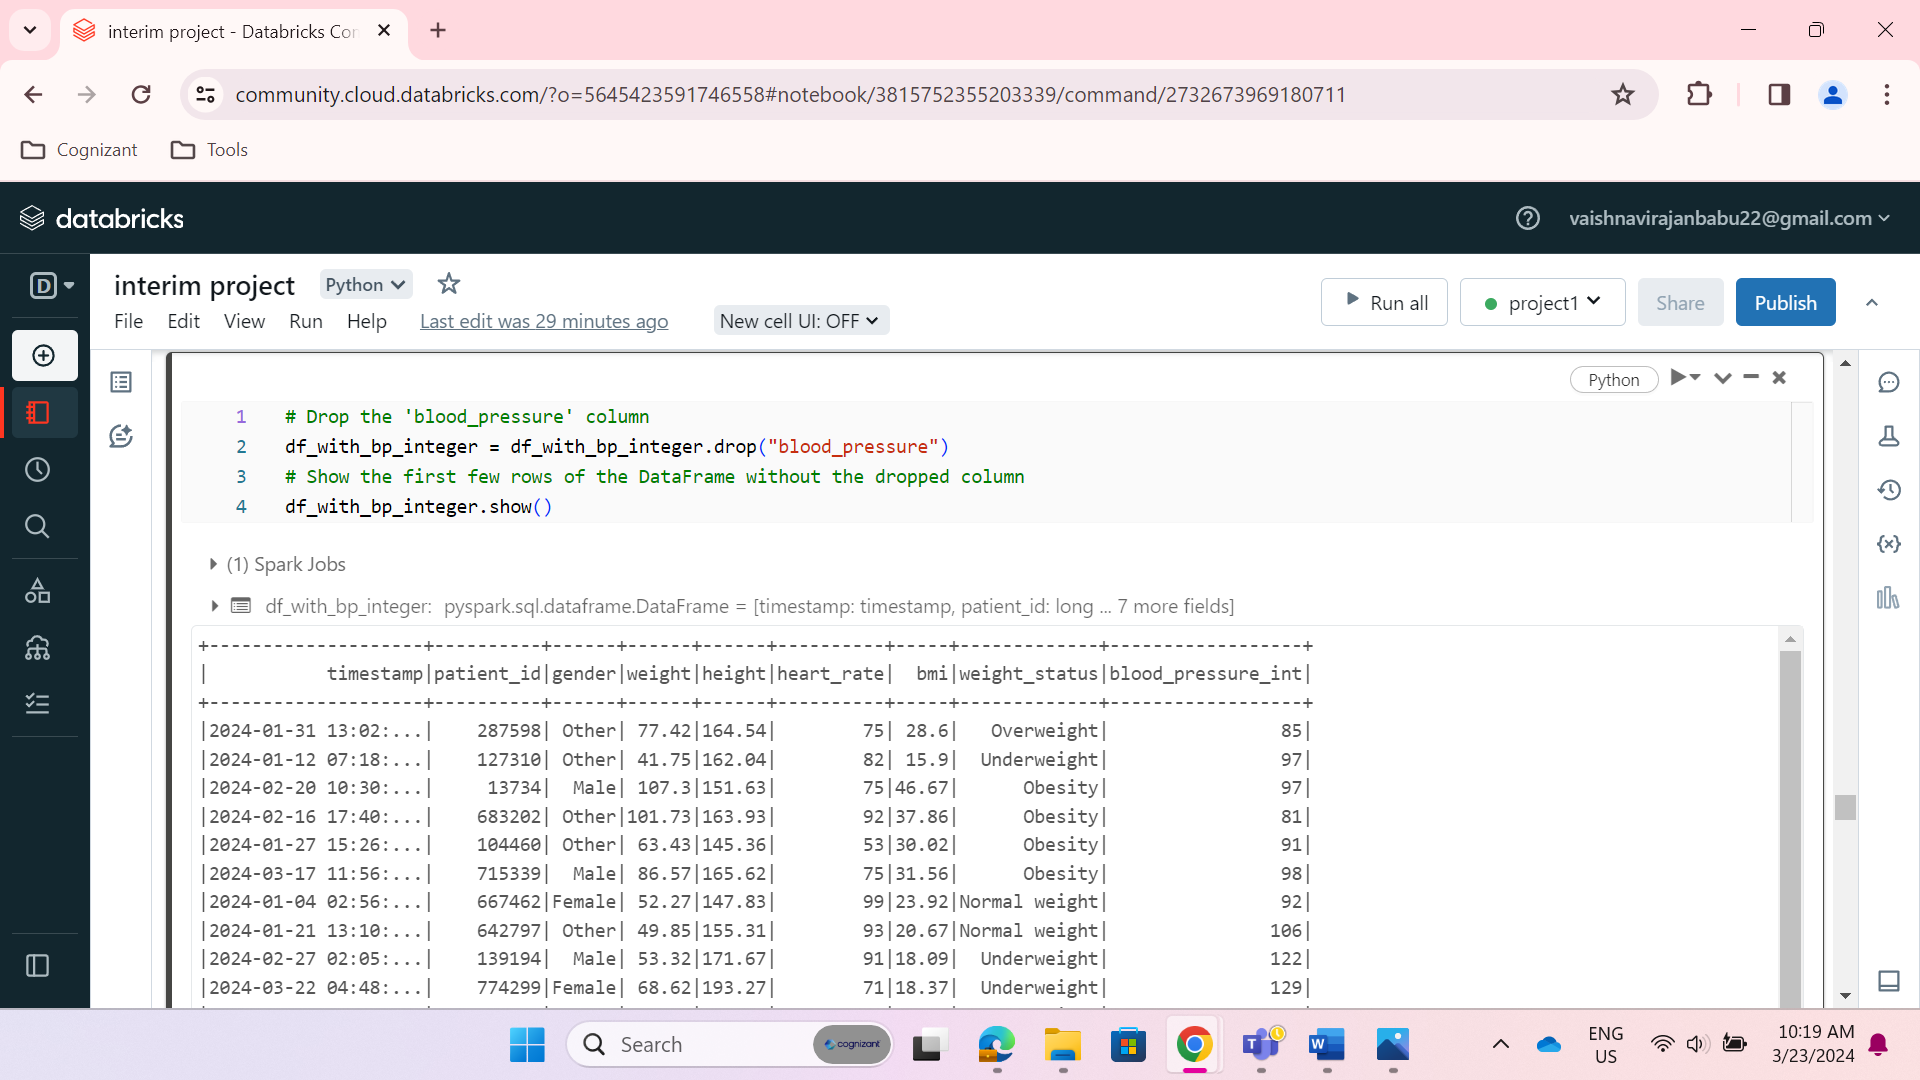 interim project - Databricks Con
community.cloud.databricks.com/?o=5645423591746558#notebook/3815752355203339/command/2732673969180711
Cognizant Tools
databricks
vaishnavirajanbabu22@gmail.com
D
interim project Python
File Edit View Run Help Last edit was 29 minutes ago New cell UI: OFF
Run all project1 Share Publish
Python
1 # Drop the 'blood_pressure' column
2 df_with_bp_integer = df_with_bp_integer.drop("blood_pressure")
3 # Show the first few rows of the DataFrame without the dropped column
4 df_with_bp_integer.show()
(1) Spark Jobs
df_with_bp_integer: pyspark.sql.dataframe.DataFrame = [timestamp: timestamp, patient_id: long ... 7 more fields]
+--------------------+----------+------+------+------+----------+-----+-------------+------------------+
|           timestamp|patient_id|gender|weight|height|heart_rate|  bmi|weight_status|blood_pressure_int|
+--------------------+----------+------+------+------+----------+-----+-------------+------------------+
|2024-01-31 13:02:...|    287598| Other| 77.42|164.54|        75| 28.6|   Overweight|                85|
|2024-01-12 07:18:...|    127310| Other| 41.75|162.04|        82| 15.9|  Underweight|                97|
|2024-02-20 10:30:...|     13734|  Male| 107.3|151.63|        75|46.67|      Obesity|                97|
|2024-02-16 17:40:...|    683202| Other|101.73|163.93|        92|37.86|      Obesity|                81|
|2024-01-27 15:26:...|    104460| Other| 63.43|145.36|        53|30.02|      Obesity|                91|
|2024-03-17 11:56:...|    715339|  Male| 86.57|165.62|        75|31.56|      Obesity|                98|
|2024-01-04 02:56:...|    667462|Female| 52.27|147.83|        99|23.92|Normal weight|                92|
|2024-01-21 13:10:...|    642797| Other| 49.85|155.31|        93|20.67|Normal weight|               106|
|2024-02-27 02:05:...|    139194|  Male| 53.32|171.67|        91|18.09|  Underweight|               122|
|2024-03-22 04:48:...|    774299|Female| 68.62|193.27|        71|18.37|  Underweight|               129|
Search cognizant
ENG
US
10:19 AM
3/23/2024